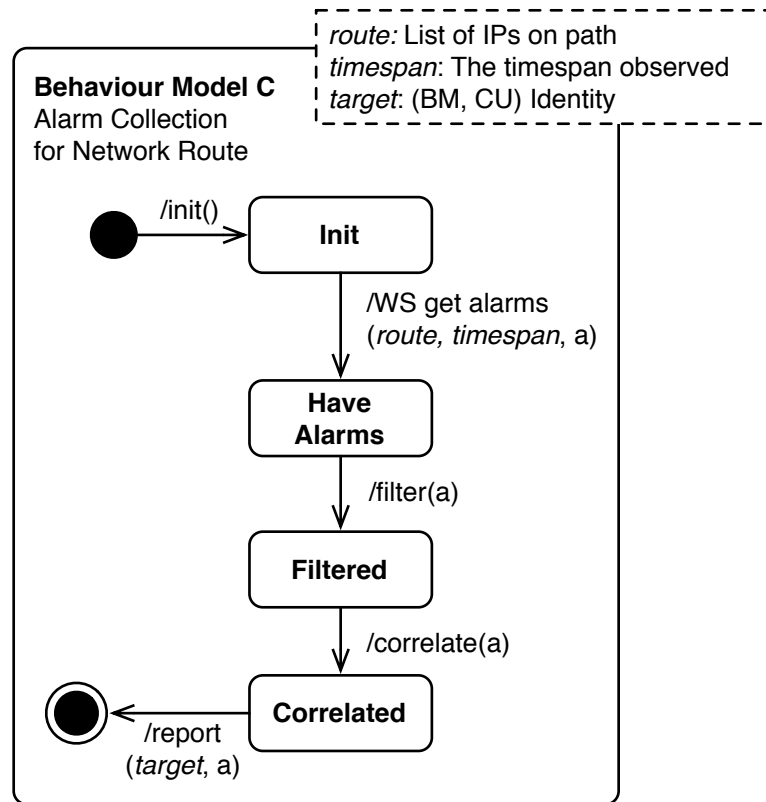 route: List of IPs on path
timespan: The timespan observed
target: (BM, CU) Identity
Behaviour Model C
Alarm Collection
for Network Route
/init()
Init
/WS get alarms
(route, timespan, a)
Have
Alarms
/filter(a)
Filtered
/correlate(a)
Correlated
/report
(target, a)